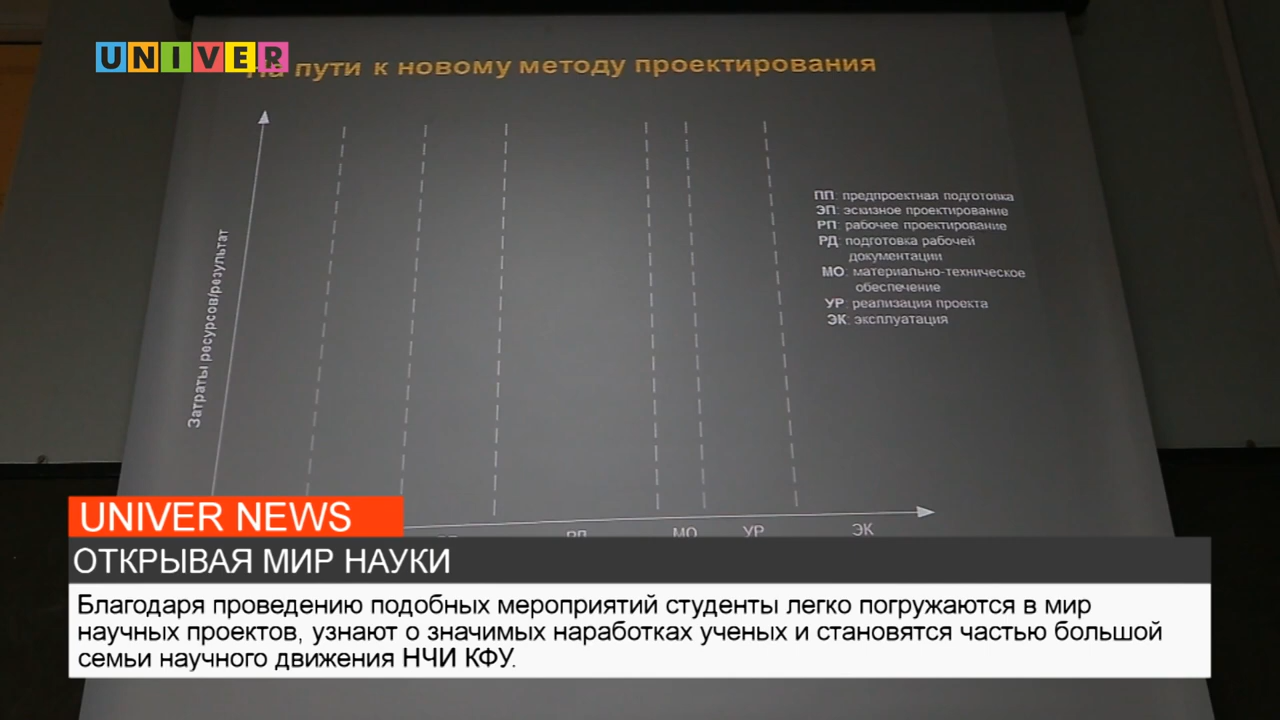 UNIVER
На пути к новому методу проектирования
Затраты ресурсов/результат
ПП: предпроектная подготовка
ЭП: эскизное проектирование
РП: рабочее проектирование
РД: подготовка рабочей
документации
МО: материально-техническое
обеспечение
УР: реализация проекта
ЭК: эксплуатация
РД МО УР ЭК
UNIVER NEWS
ОТКРЫВАЯ МИР НАУКИ
Благодаря проведению подобных мероприятий студенты легко погружаются в мир
научных проектов, узнают о значимых наработках ученых и становятся частью большой
семьи научного движения НЧИ КФУ.